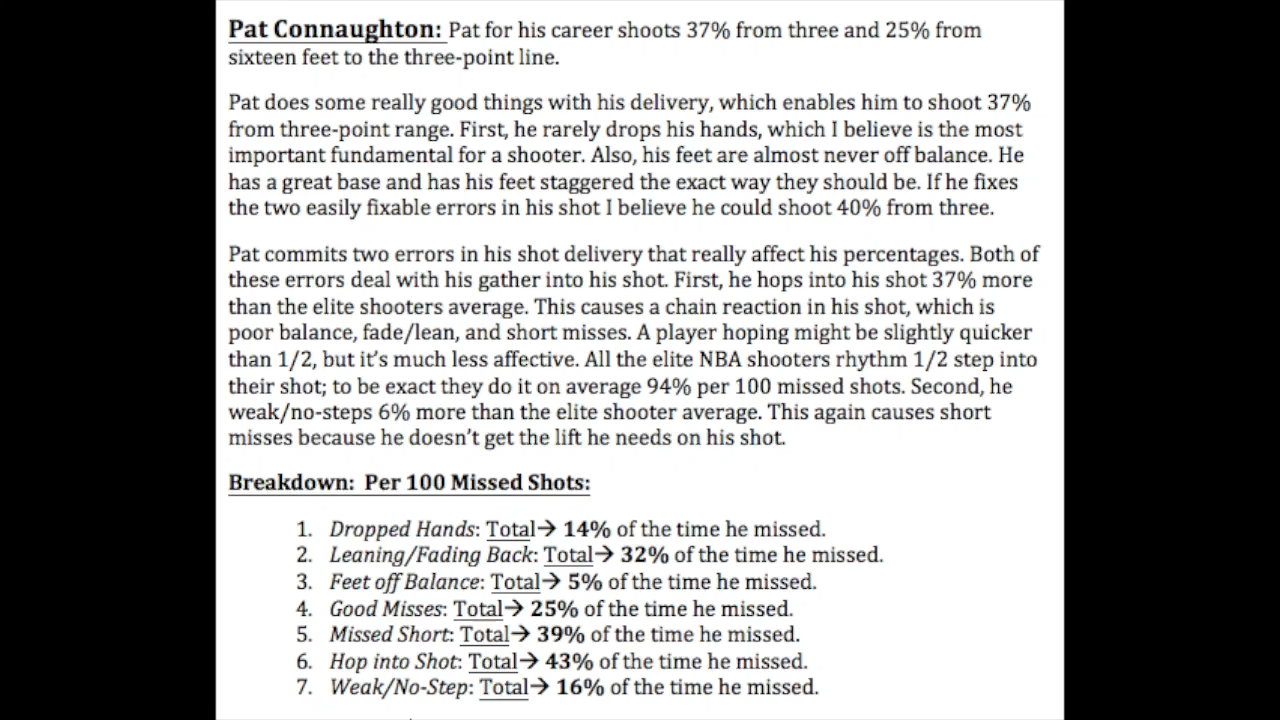 Pat Connaughton: Pat for his career shoots 37% from three and 25% from
sixteen feet to the three-point line.
Pat does some really good things with his delivery, which enables him to shoot 37%
from three-point range. First, he rarely drops his hands, which I believe is the most
important fundamental for a shooter. Also, his feet are almost never off balance. He
has a great base and has his feet staggered the exact way they should be. If he fixes
the two easily fixable errors in his shot I believe he could shoot 40% from three.
Pat commits two errors in his shot delivery that really affect his percentages. Both of
these errors deal with his gather into his shot. First, he hops into his shot 37% more
than the elite shooters average. This causes a chain reaction in his shot, which is
poor balance, fade/lean, and short misses. A player hoping might be slightly quicker
than 1/2, but it's much less affective. All the elite NBA shooters rhythm 1/2 step into
their shot; to be exact they do it on average 94% per 100 missed shots. Second, he
weak/no-steps 6% more than the elite shooter average. This again causes short
misses because he doesn't get the lift he needs on his shot.
Breakdown: Per 100 Missed Shots:
1. Dropped Hands: Total→ 14% of the time he missed.
2. Leaning/Fading Back: Total→ 32% of the time he missed.
3. Feet off Balance: Total→ 5% of the time he missed.
4. Good Misses: Total→ 25% of the time he missed.
5. Missed Short: Total→ 39% of the time he missed.
6. Hop into Shot: Total→ 43% of the time he missed.
7. Weak/No-Step: Total→ 16% of the time he missed.